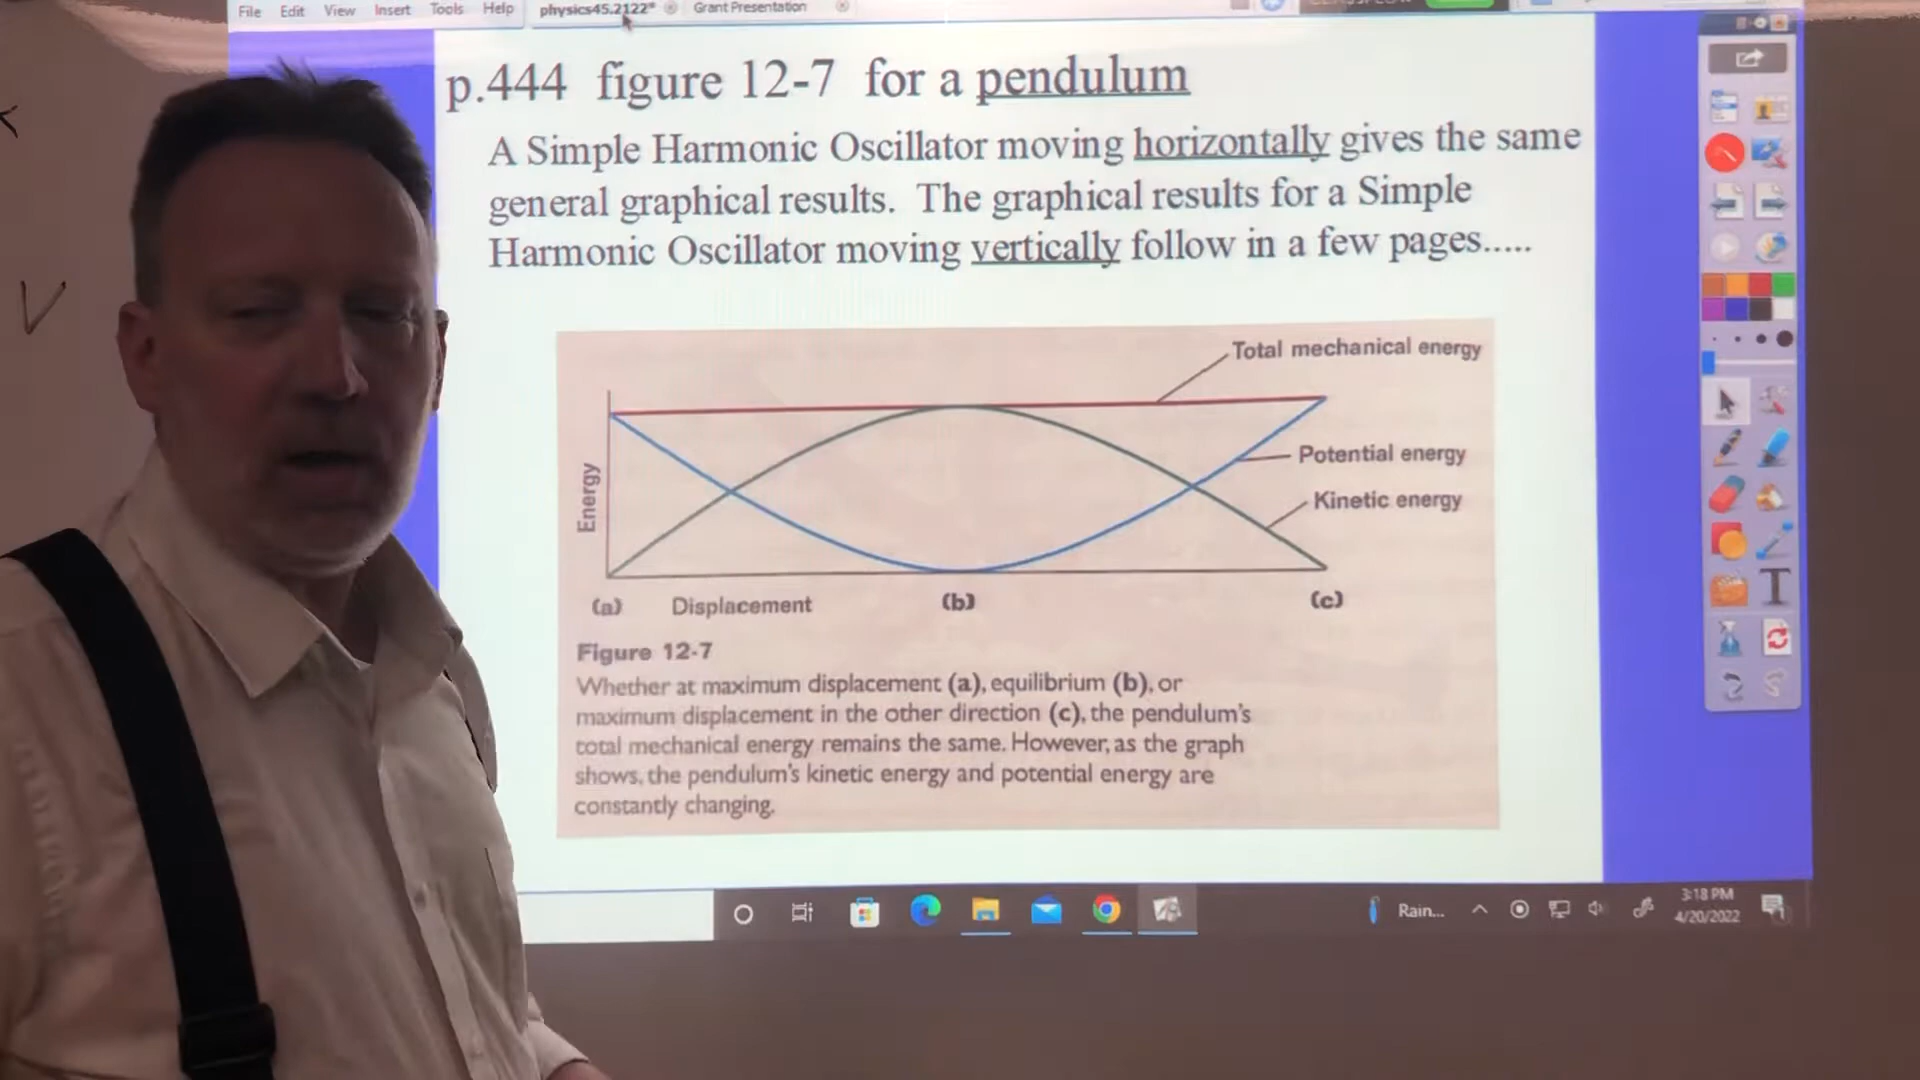 File Edit View Insert Tools Help physics45.2122* Grant Presentation
p.444 figure 12-7 for a pendulum
A Simple Harmonic Oscillator moving horizontally gives the same
general graphical results. The graphical results for a Simple
Harmonic Oscillator moving vertically follow in a few pages.....
V
Total mechanical energy
Potential energy
Kinetic energy
Energy
(a) Displacement (b) (c)
Figure 12-7
Whether at maximum displacement (a), equilibrium (b), or
maximum displacement in the other direction (c), the pendulum's
total mechanical energy remains the same. However, as the graph
shows, the pendulum's kinetic energy and potential energy are
constantly changing.
T
Rain...
3:18 PM
4/20/2022